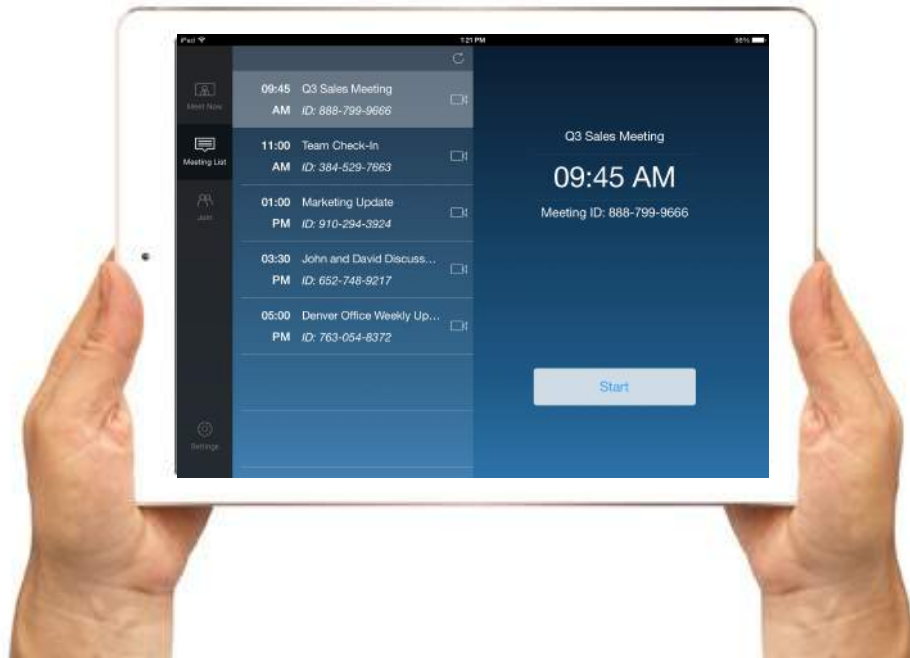 iPad
1:21 PM
56%
Meet Now
Meeting List
Join
Settings
09:45 AM
Q3 Sales Meeting
ID: 888-799-9666
11:00 AM
Team Check-In
ID: 384-529-7663
01:00 PM
Marketing Update
ID: 910-294-3924
03:30 PM
John and David Discuss...
ID: 652-748-9217
05:00 PM
Denver Office Weekly Up...
ID: 763-054-8372
Q3 Sales Meeting
09:45 AM
Meeting ID: 888-799-9666
Start